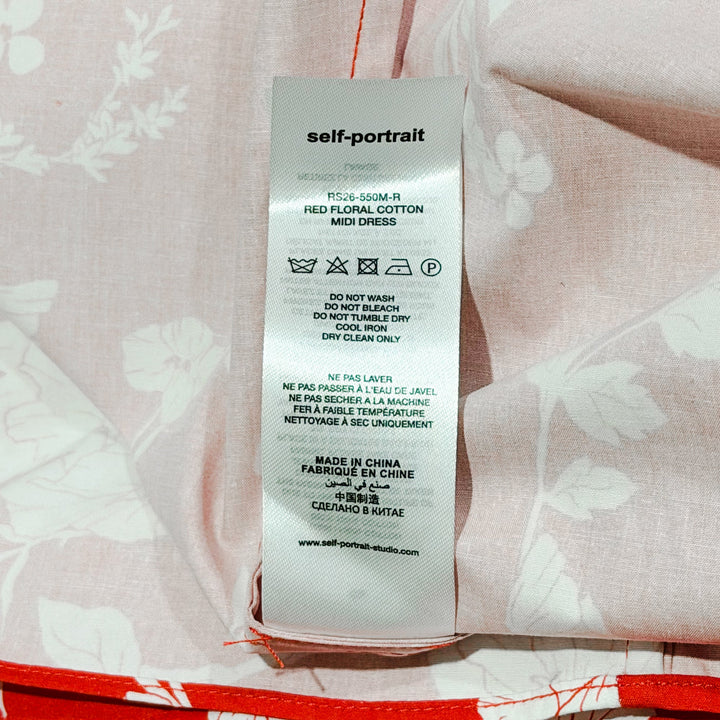 self-portrait
RS26-550M-R
RED FLORAL COTTON
MIDI DRESS
DO NOT WASH
DO NOT BLEACH
DO NOT TUMBLE DRY
COOL IRON
DRY CLEAN ONLY
NE PAS LAVER
NE PAS PASSER À L'EAU DE JAVEL
NE PAS SECHER A LA MACHINE
FER À FAIBLE TEMPÉRATURE
NETTOYAGE À SEC UNIQUEMENT
MADE IN CHINA
FABRIQUÉ EN CHINE
صنع في الصين
中国制造
СДЕЛАНО В КИТАЕ
www.self-portrait-studio.com